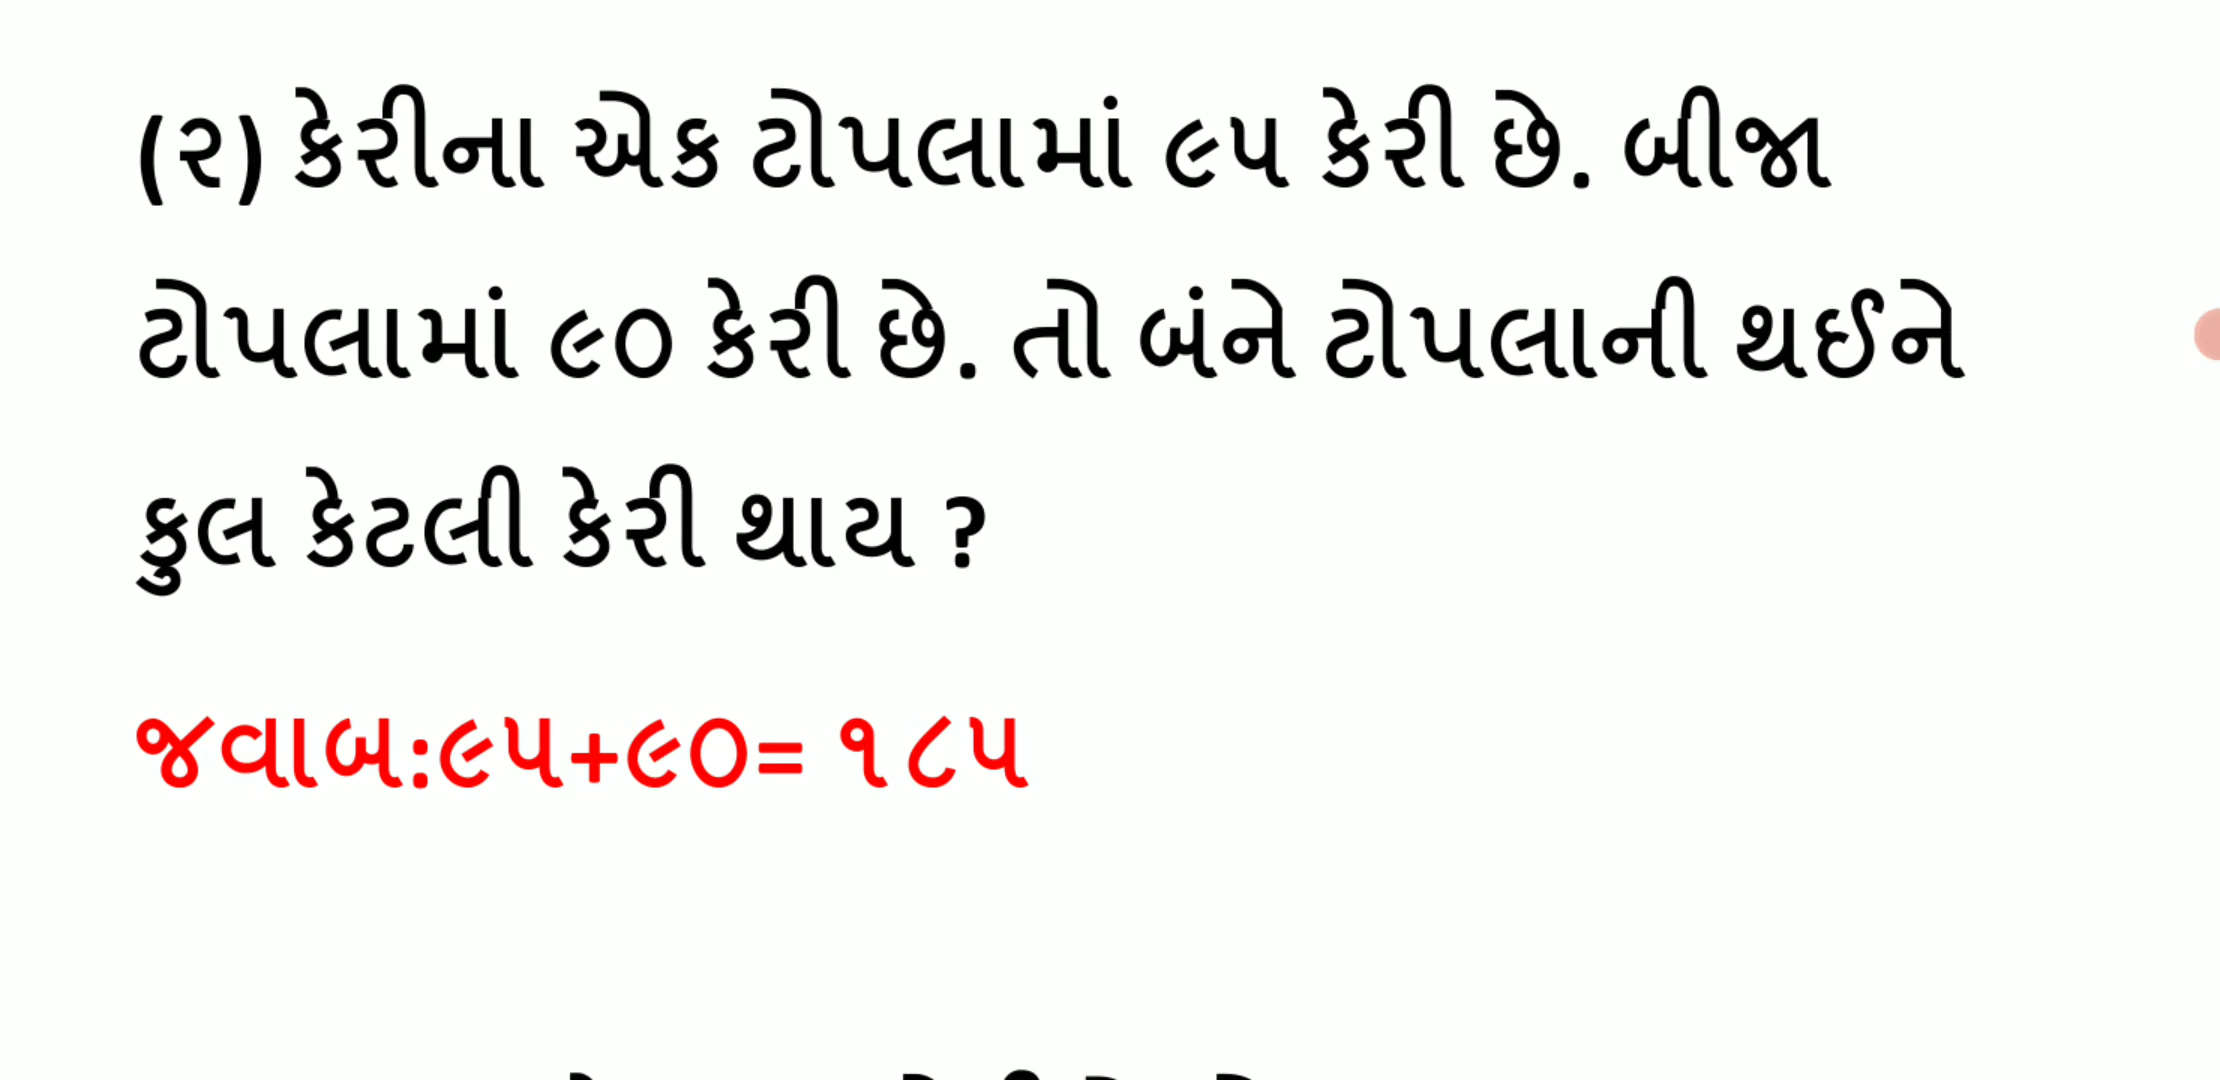 (૨) કેરીના એક ટોપલામાં ૯૫ કેરી છે. બીજા
ટોપલામાં ૯૦ કેરી છે. તો બંને ટોપલાની થઈને
કુલ કેટલી કેરી થાય ?
જવાબ:૯૫+૯૦= ૧૮૫